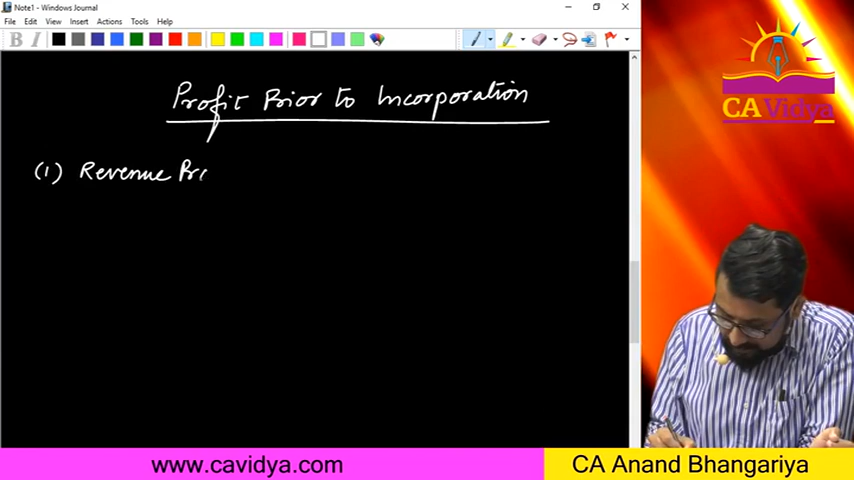 Note1 - Windows Journal
File Edit View Insert Actions Tools Help
B I
Profit Prior to Incorporation
(1) Revenue Pr
CA Vidya
www.cavidya.com
CA Anand Bhangariya